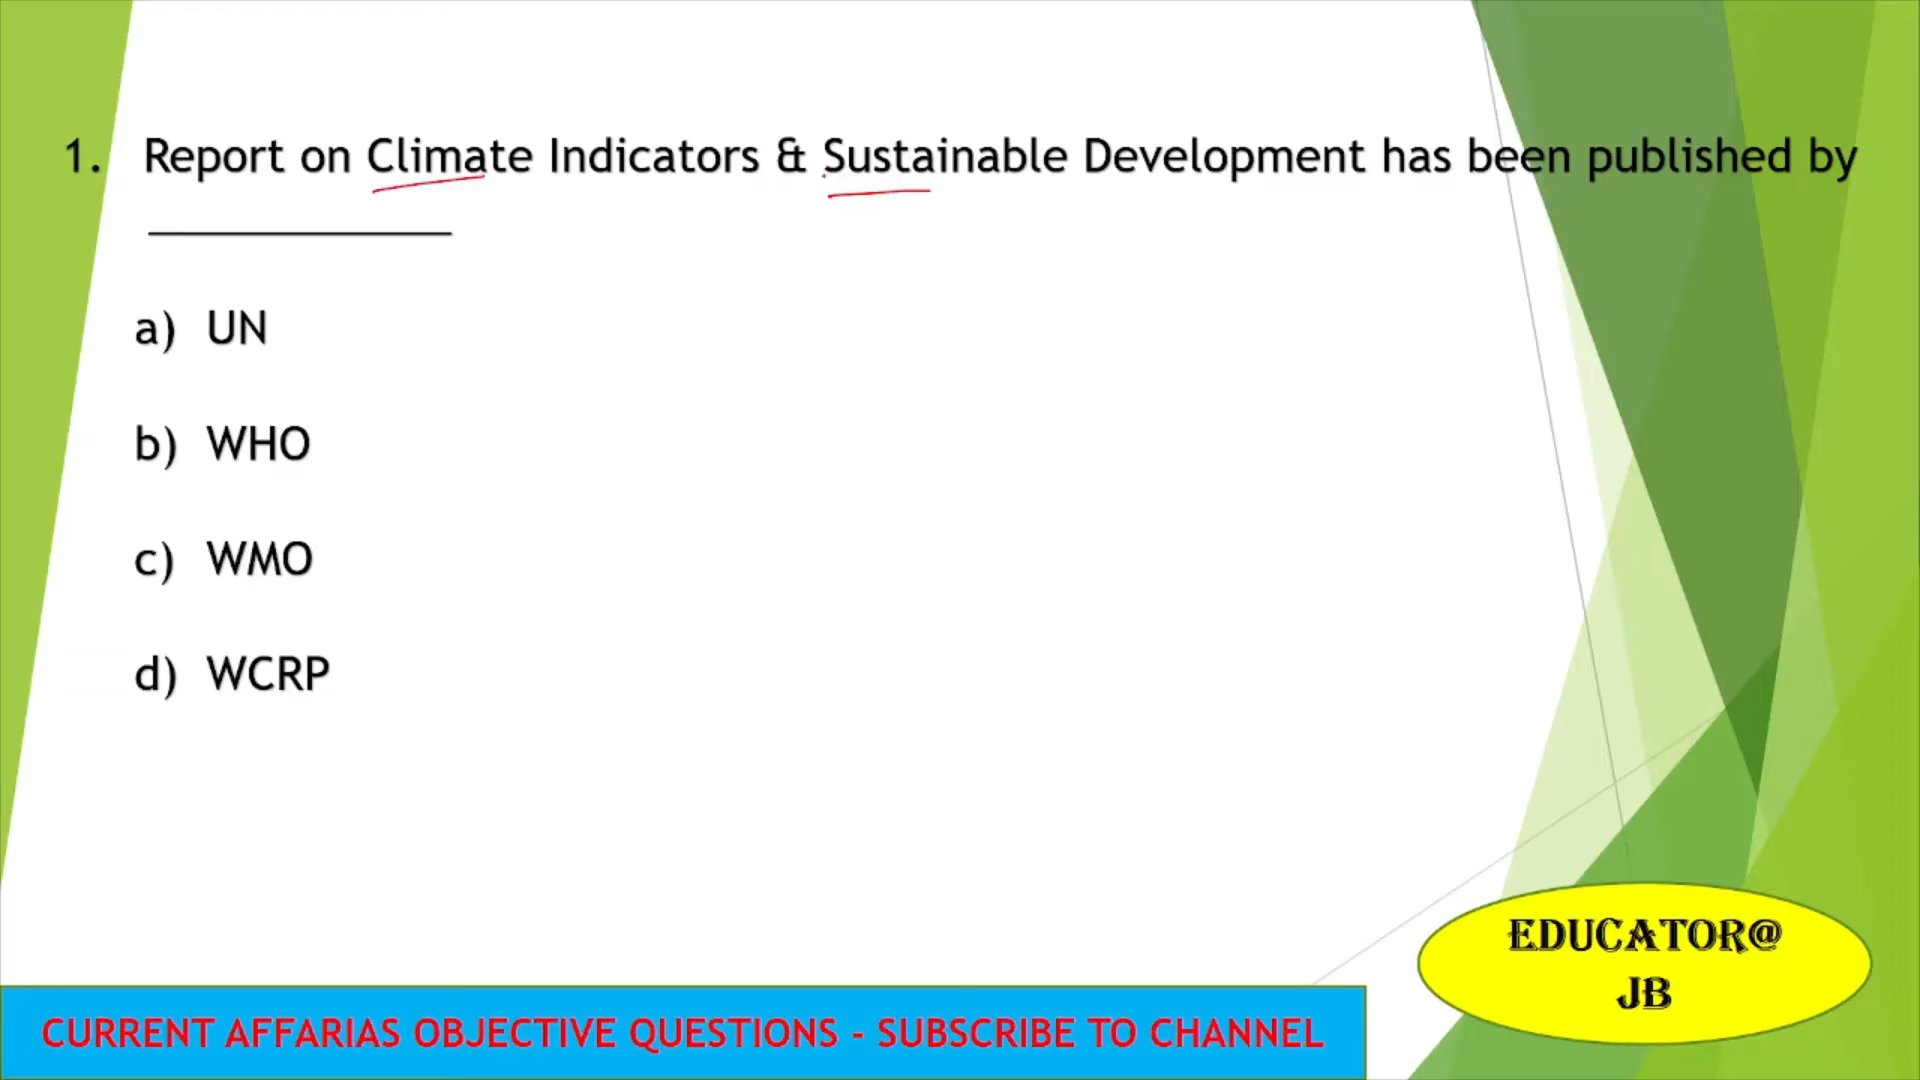 1. Report on Climate Indicators & Sustainable Development has been published by
______________
a) UN
b) WHO
c) WMO
d) WCRP
EDUCATOR@
JB
CURRENT AFFARIAS OBJECTIVE QUESTIONS - SUBSCRIBE TO CHANNEL